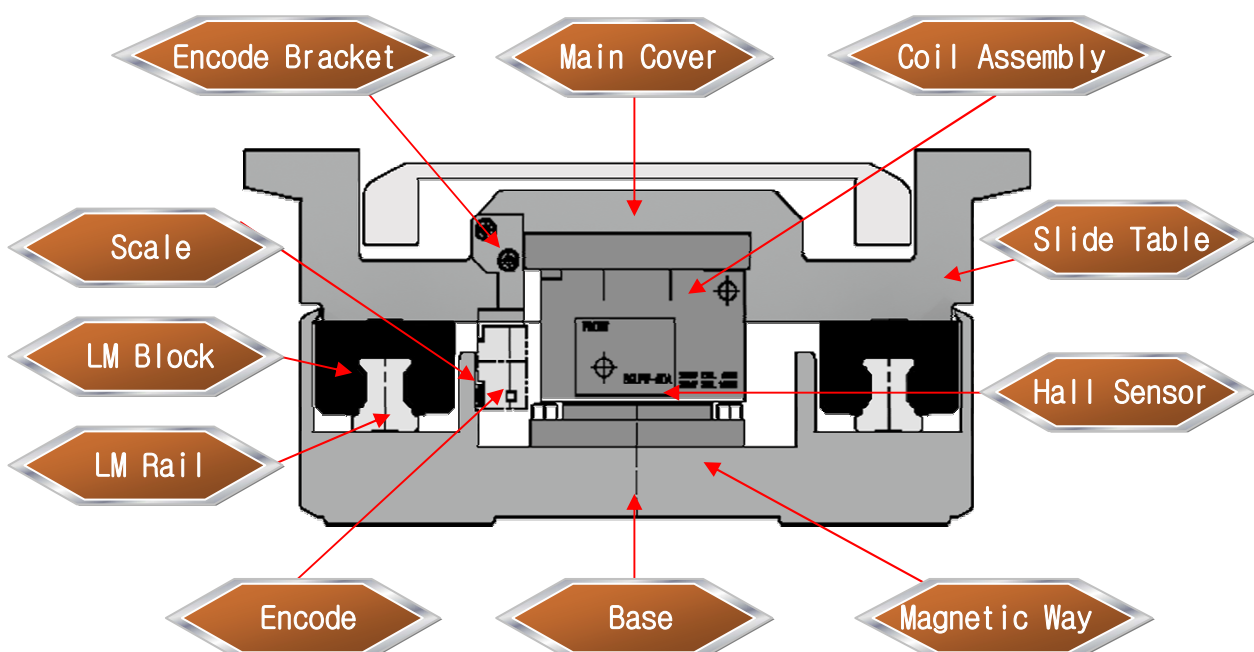 Encode Bracket
Main Cover
Coil Assembly
Scale
Slide Table
FRONT
LM Block
Hall Sensor
LM Rail
Encode
Base
Magnetic Way